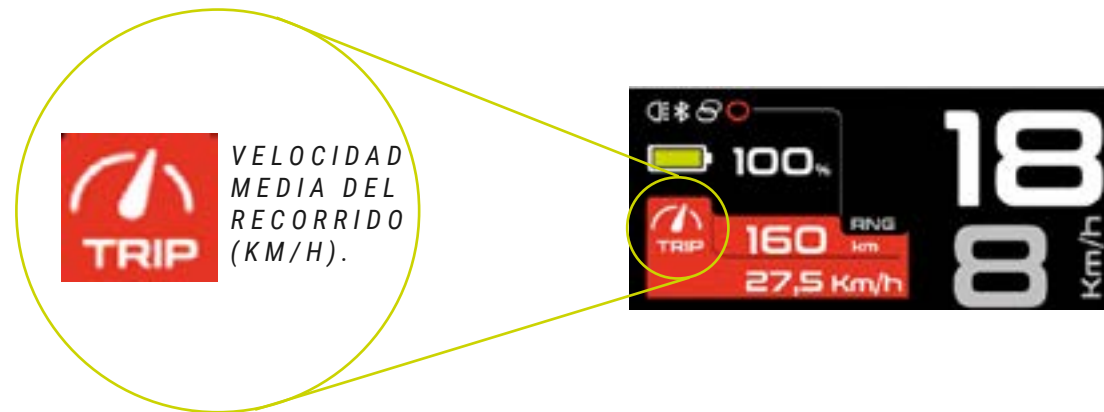 TRIP
VELOCIDAD
MEDIA DEL
RECORRIDO
(KM/H).
100%
TRIP
160 RNG
km
27,5 Km/h
18
8
Km/h